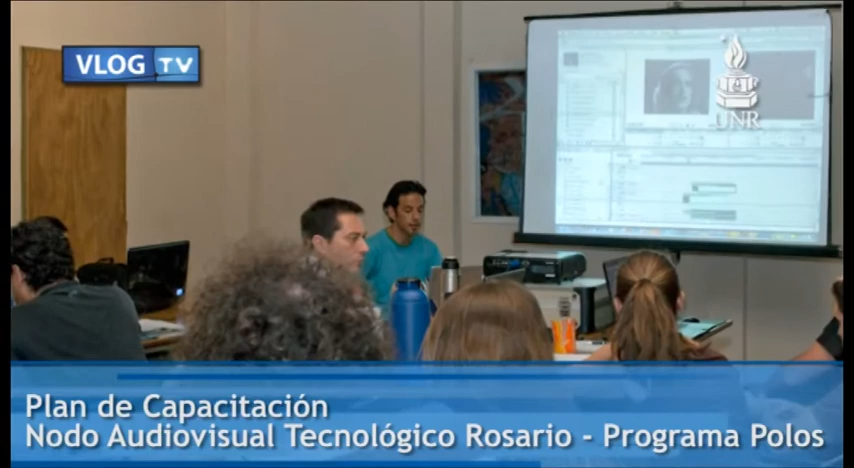 VLOG TV
UNR
Plan de Capacitación
Nodo Audiovisual Tecnológico Rosario - Programa Polos